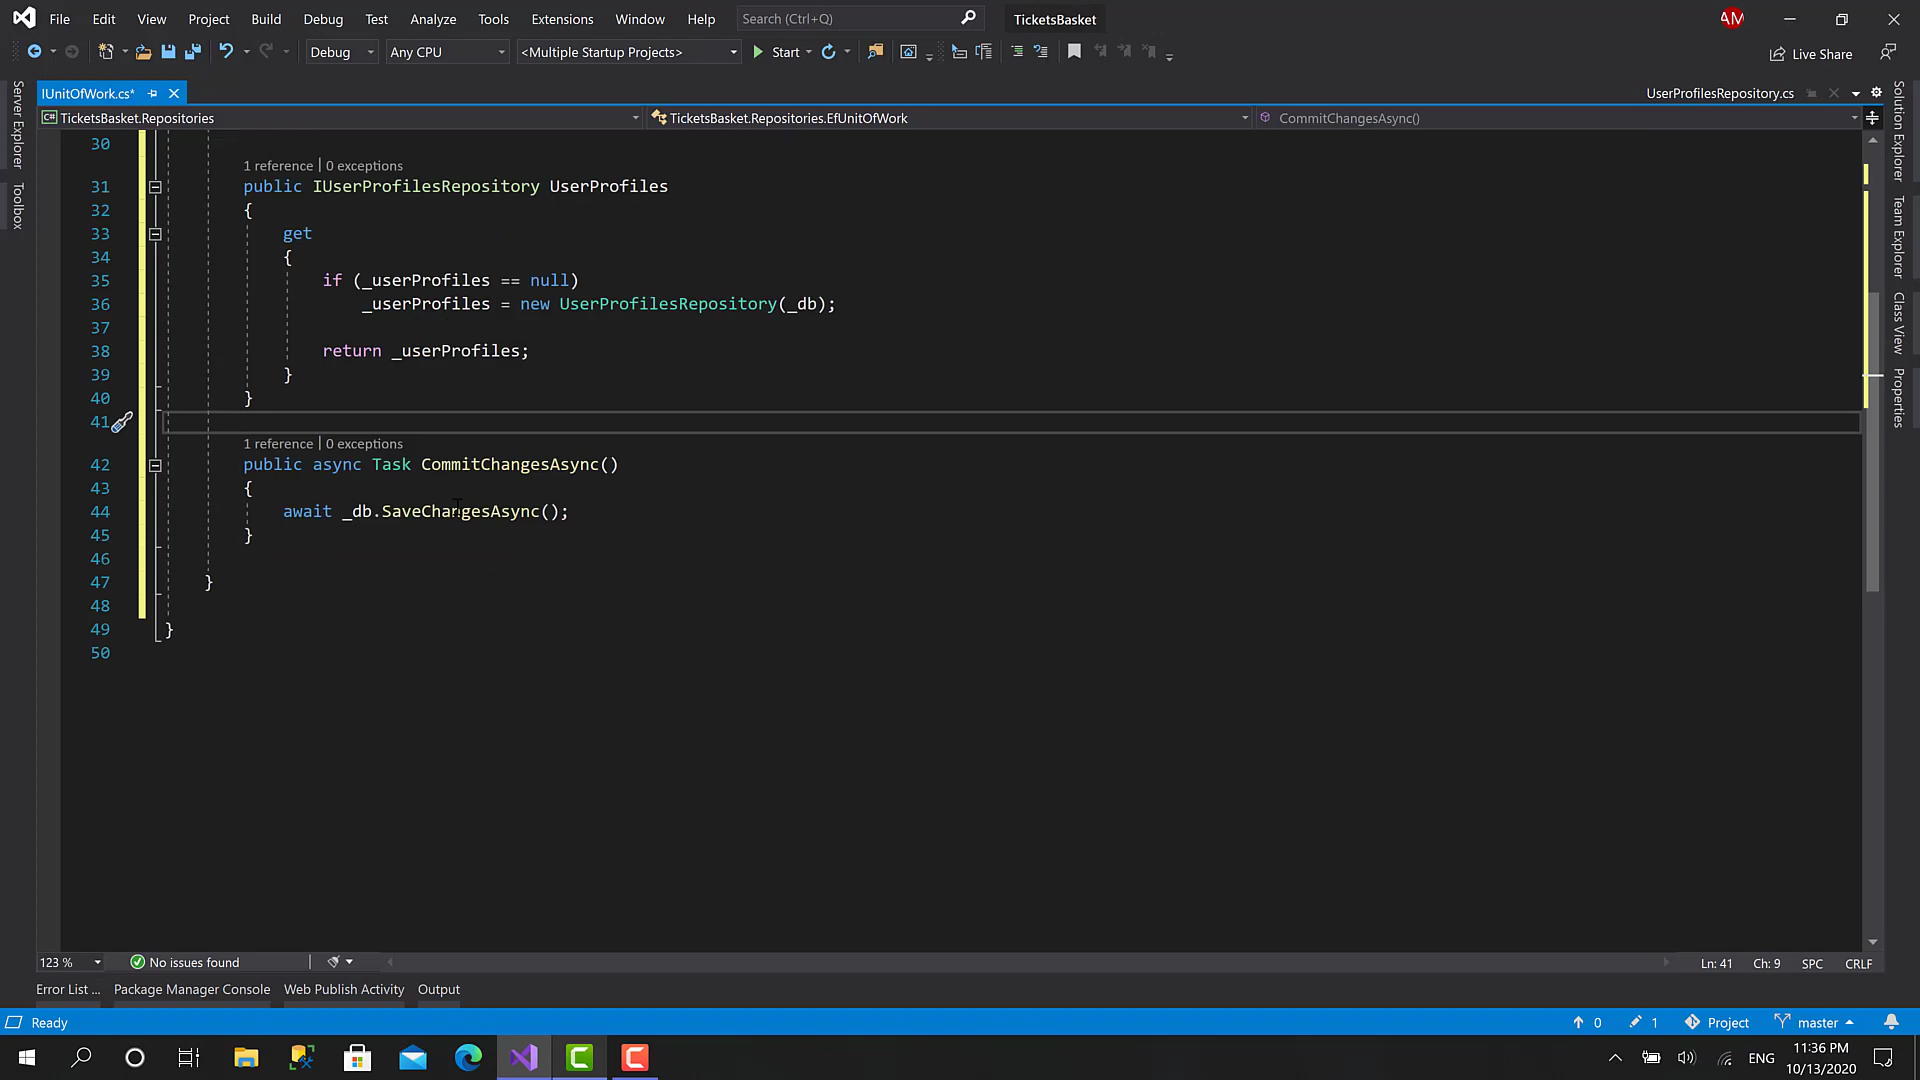 File Edit View Project Build Debug Test Analyze Tools Extensions Window Help Search (Ctrl+Q) TicketsBasket AM
Debug Any CPU <Multiple Startup Projects> Start Live Share
IUnitOfWork.cs* UserProfilesRepository.cs
C# TicketsBasket.Repositories TicketsBasket.Repositories.EfUnitOfWork CommitChangesAsync()
Server Explorer
Toolbox
Solution Explorer
Team Explorer
Class View
Properties
30
1 reference | 0 exceptions
31 public IUserProfilesRepository UserProfiles
32 {
33 get
34 {
35 if (_userProfiles == null)
36 _userProfiles = new UserProfilesRepository(_db);
37
38 return _userProfiles;
39 }
40 }
41
1 reference | 0 exceptions
42 public async Task CommitChangesAsync()
43 {
44 await _db.SaveChangesAsync();
45 }
46
47 }
48
49 }
50
123 % No issues found Ln: 41 Ch: 9 SPC CRLF
Error List ... Package Manager Console Web Publish Activity Output
Ready 0 1 Project master
ENG 11:36 PM
10/13/2020